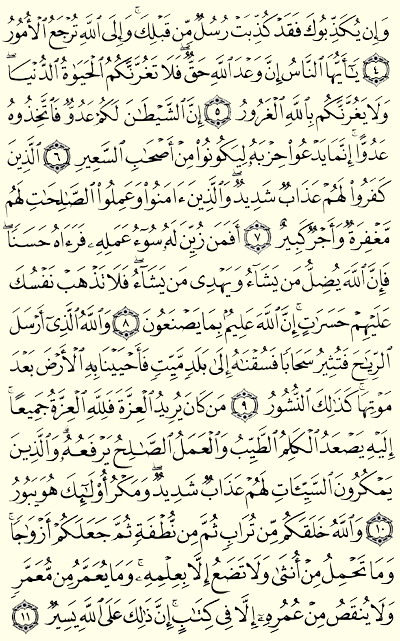 وَإِن يُكَذِّبُوكَ فَقَدْ كُذِّبَتْ رُسُلٌ مِّن قَبْلِكَ ۚ وَإِلَى ٱللَّهِ تُرْجَعُ ٱلْأُمُورُ
٤ يَٰٓأَيُّهَا ٱلنَّاسُ إِنَّ وَعْدَ ٱللَّهِ حَقٌّ ۖ فَلَا تَغُرَّنَّكُمُ ٱلْحَيَوٰةُ ٱلدُّنْيَا ۖ
وَلَا يَغُرَّنَّكُم بِٱللَّهِ ٱلْغَرُورُ ٥ إِنَّ ٱلشَّيْطَٰنَ لَكُمْ عَدُوٌّ فَٱتَّخِذُوهُ
عَدُوًّا ۚ إِنَّمَا يَدْعُوا۟ حِزْبَهُۥ لِيَكُونُوا۟ مِنْ أَصْحَٰبِ ٱلسَّعِيرِ ٦ ٱلَّذِينَ
كَفَرُوا۟ لَهُمْ عَذَابٌ شَدِيدٌ ۖ وَٱلَّذِينَ ءَامَنُوا۟ وَعَمِلُوا۟ ٱلصَّٰلِحَٰتِ لَهُم
مَّغْفِرَةٌ وَأَجْرٌ كَبِيرٌ ٧ أَفَمَن زُيِّنَ لَهُۥ سُوٓءُ عَمَلِهِۦ فَرَءَاهُ حَسَنًا ۖ
فَإِنَّ ٱللَّهَ يُضِلُّ مَن يَشَآءُ وَيَهْدِى مَن يَشَآءُ ۖ فَلَا تَذْهَبْ نَفْسُكَ
عَلَيْهِمْ حَسَرَٰتٍ ۚ إِنَّ ٱللَّهَ عَلِيمٌۢ بِمَا يَصْنَعُونَ ٨ وَٱللَّهُ ٱلَّذِىٓ أَرْسَلَ
ٱلرِّيَٰحَ فَتُثِيرُ سَحَابًا فَسُقْنَٰهُ إِلَىٰ بَلَدٍ مَّيِّتٍ فَأَحْيَيْنَا بِهِ ٱلْأَرْضَ بَعْدَ
مَوْتِهَا ۚ كَذَٰلِكَ ٱلنُّشُورُ ٩ مَن كَانَ يُرِيدُ ٱلْعِزَّةَ فَلِلَّهِ ٱلْعِزَّةُ جَمِيعًا ۚ
إِلَيْهِ يَصْعَدُ ٱلْكَلِمُ ٱلطَّيِّبُ وَٱلْعَمَلُ ٱلصَّٰلِحُ يَرْفَعُهُۥ ۚ وَٱلَّذِينَ
يَمْكُرُونَ ٱلسَّيِّـَٔاتِ لَهُمْ عَذَابٌ شَدِيدٌ ۖ وَمَكْرُ أُو۟لَٰٓئِكَ هُوَ يَبُورُ
١٠ وَٱللَّهُ خَلَقَكُم مِّن تُرَابٍ ثُمَّ مِن نُّطْفَةٍ ثُمَّ جَعَلَكُمْ أَزْوَٰجًا ۚ
وَمَا تَحْمِلُ مِنْ أُنثَىٰ وَلَا تَضَعُ إِلَّا بِعِلْمِهِۦ ۚ وَمَا يُعَمَّرُ مِن مُّعَمَّرٍ
وَلَا يُنقَصُ مِنْ عُمُرِهِۦٓ إِلَّا فِى كِتَٰبٍ ۚ إِنَّ ذَٰلِكَ عَلَى ٱللَّهِ يَسِيرٌ ١١